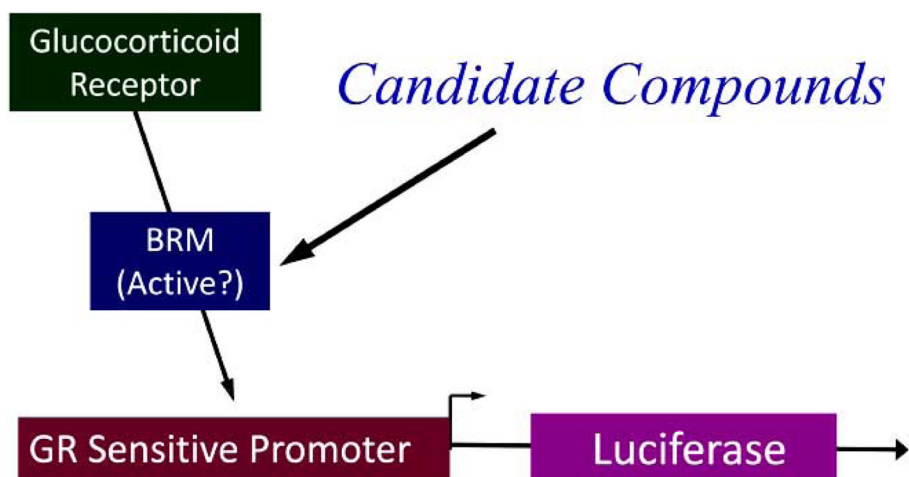 Glucocorticoid
Receptor
Candidate Compounds
BRM
(Active?)
GR Sensitive Promoter
Luciferase